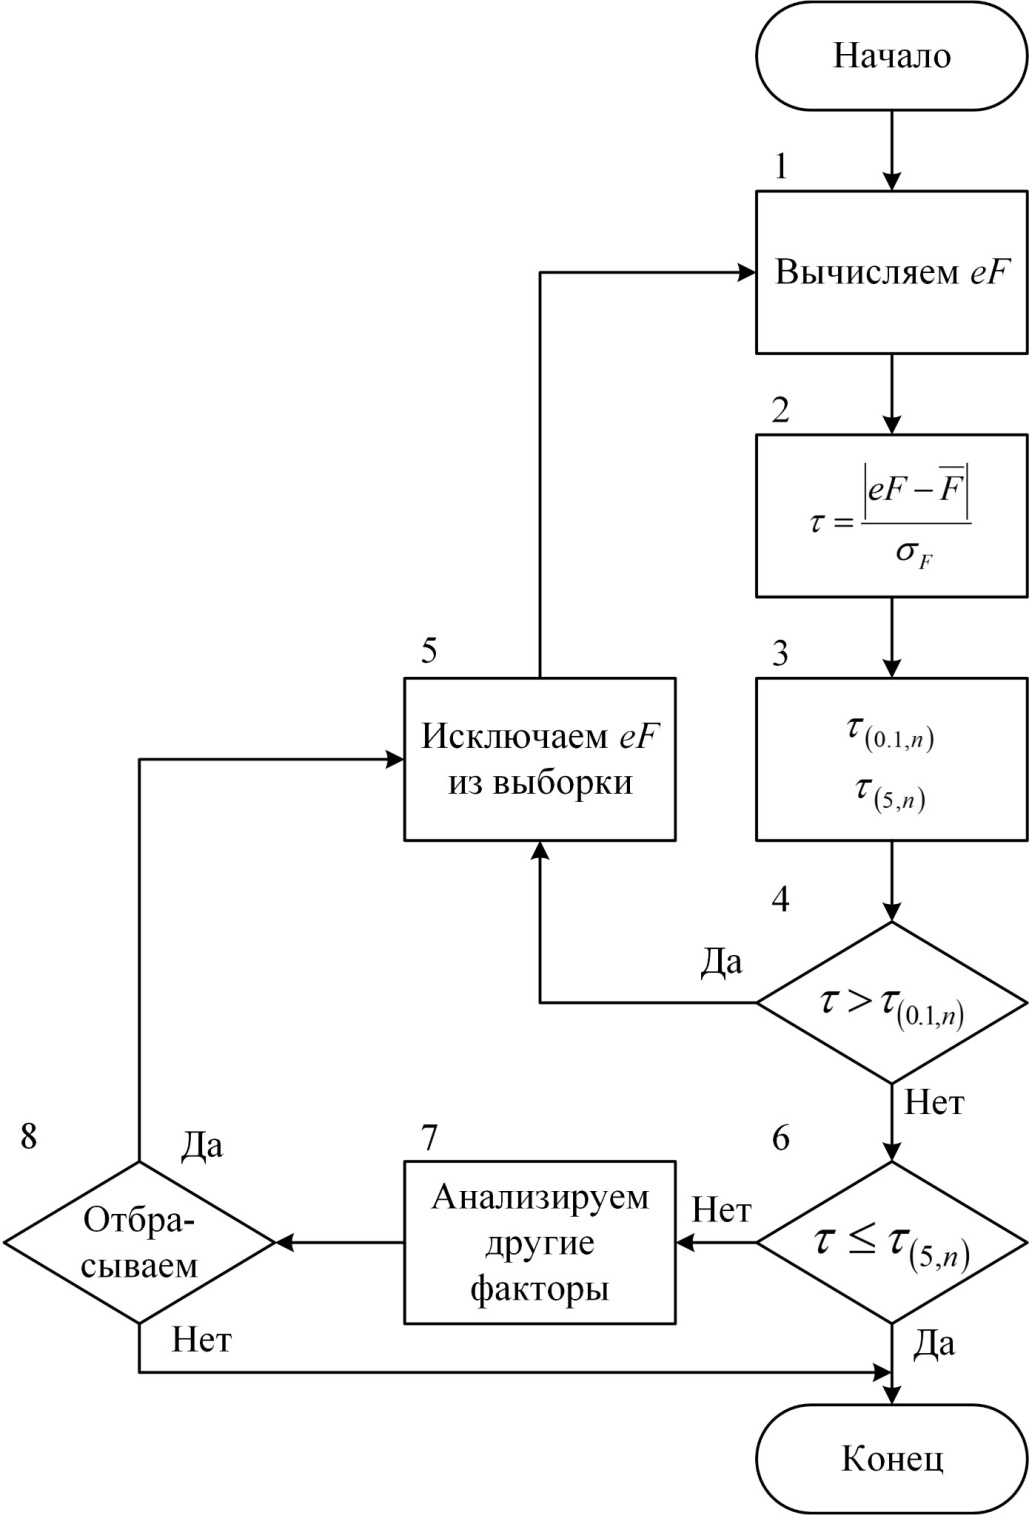 Начало
1
Вычисляем eF
2
τ = |eF − F̅| / σ_F
3
τ_(0.1,n)
τ_(5,n)
4
τ > τ_(0.1,n)
Да
Нет
5
Исключаем eF
из выборки
6
τ ≤ τ_(5,n)
Нет
Да
7
Анализируем
другие
факторы
8
Отбра-
сываем
Да
Нет
Конец